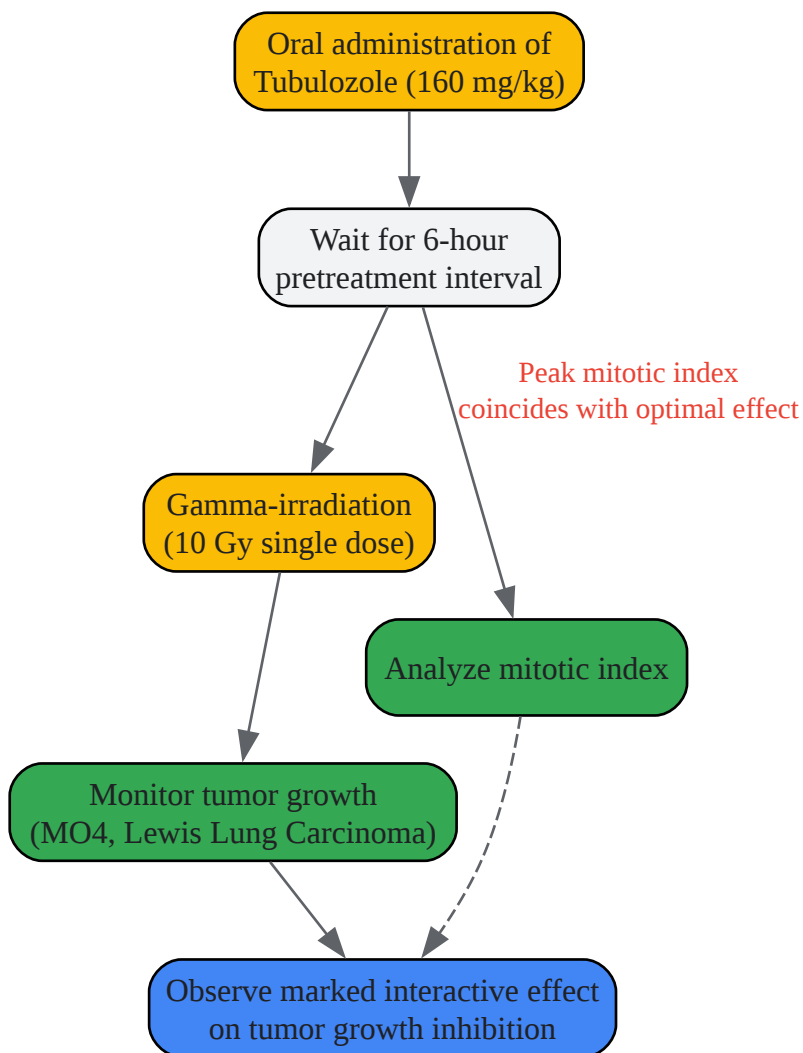 Oral administration of
Tubulozole (160 mg/kg)
Wait for 6-hour
pretreatment interval
Peak mitotic index
coincides with optimal effect
Gamma-irradiation
(10 Gy single dose)
Analyze mitotic index
Monitor tumor growth
(MO4, Lewis Lung Carcinoma)
Observe marked interactive effect
on tumor growth inhibition